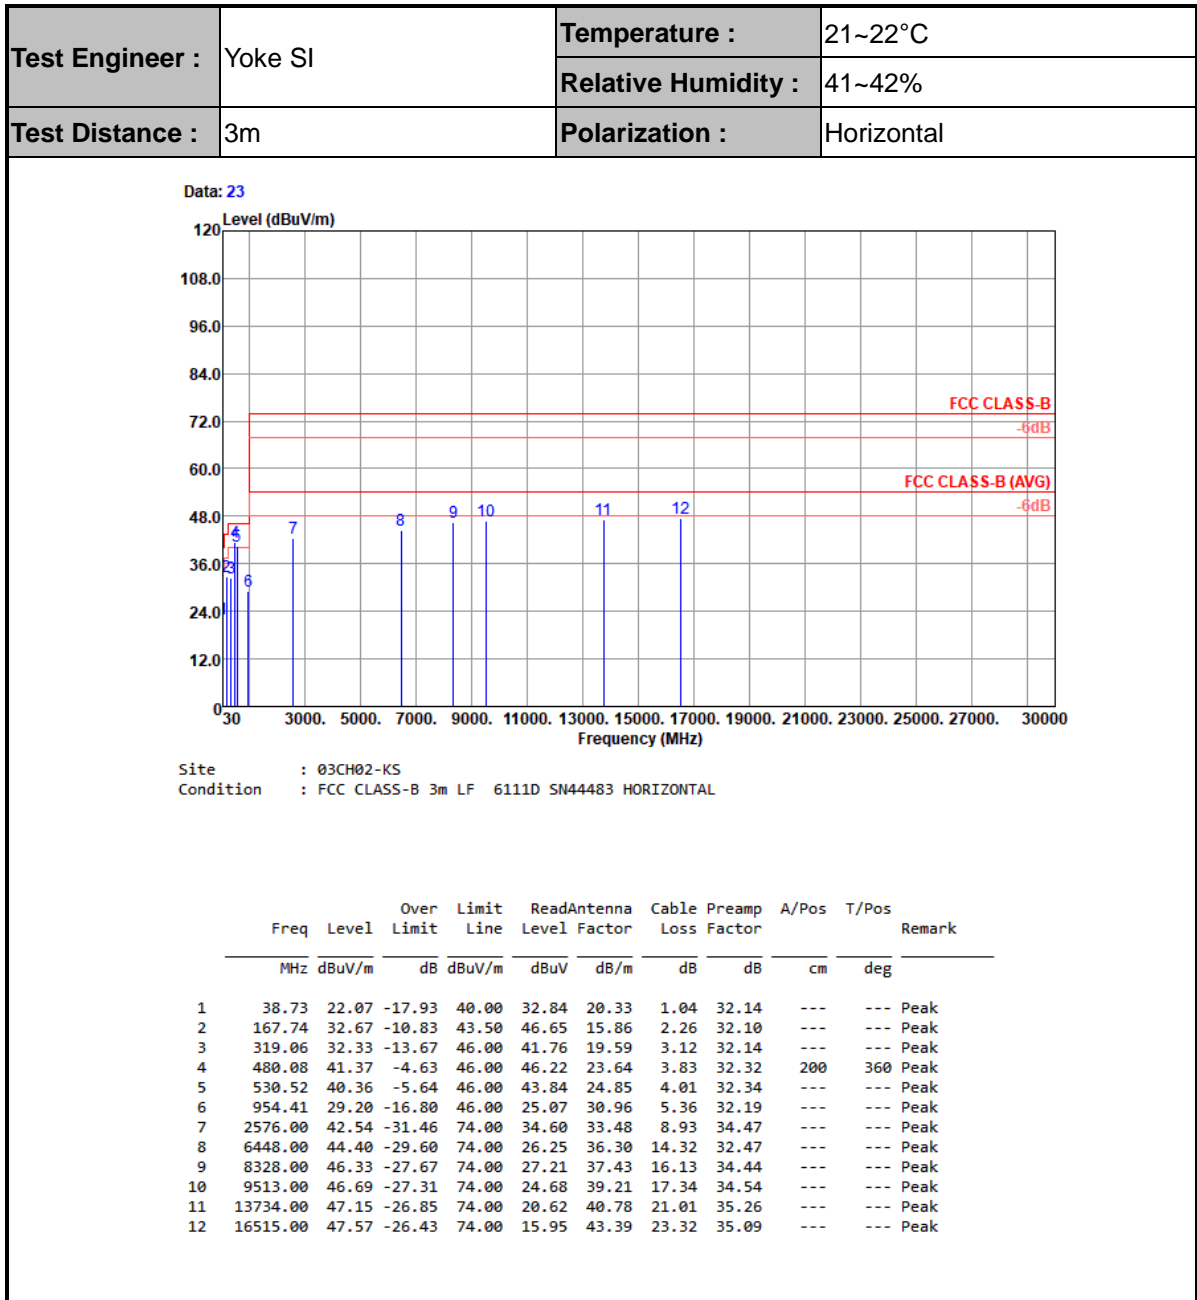 Test Engineer : Yoke SI Temperature : 21~22°C
Relative Humidity : 41~42%
Test Distance : 3m Polarization : Horizontal
Data: 23
Level (dBuV/m)
120
108.0
96.0
84.0
72.0
60.0
48.0
36.0
24.0
12.0
0
FCC CLASS-B
-6dB
FCC CLASS-B (AVG)
-6dB
1 2 3 4 5 6 7 8 9 10 11 12
30 3000. 5000. 7000. 9000. 11000. 13000. 15000. 17000. 19000. 21000. 23000. 25000. 27000. 30000
Frequency (MHz)
Site : 03CH02-KS
Condition : FCC CLASS-B 3m LF 6111D SN44483 HORIZONTAL
Over Limit ReadAntenna Cable Preamp A/Pos T/Pos
Freq Level Limit Line Level Factor Loss Factor Remark
MHz dBuV/m dB dBuV/m dBuV dB/m dB dB cm deg
1 38.73 22.07 -17.93 40.00 32.84 20.33 1.04 32.14 --- --- Peak
2 167.74 32.67 -10.83 43.50 46.65 15.86 2.26 32.10 --- --- Peak
3 319.06 32.33 -13.67 46.00 41.76 19.59 3.12 32.14 --- --- Peak
4 480.08 41.37 -4.63 46.00 46.22 23.64 3.83 32.32 200 360 Peak
5 530.52 40.36 -5.64 46.00 43.84 24.85 4.01 32.34 --- --- Peak
6 954.41 29.20 -16.80 46.00 25.07 30.96 5.36 32.19 --- --- Peak
7 2576.00 42.54 -31.46 74.00 34.60 33.48 8.93 34.47 --- --- Peak
8 6448.00 44.40 -29.60 74.00 26.25 36.30 14.32 32.47 --- --- Peak
9 8328.00 46.33 -27.67 74.00 27.21 37.43 16.13 34.44 --- --- Peak
10 9513.00 46.69 -27.31 74.00 24.68 39.21 17.34 34.54 --- --- Peak
11 13734.00 47.15 -26.85 74.00 20.62 40.78 21.01 35.26 --- --- Peak
12 16515.00 47.57 -26.43 74.00 15.95 43.39 23.32 35.09 --- --- Peak